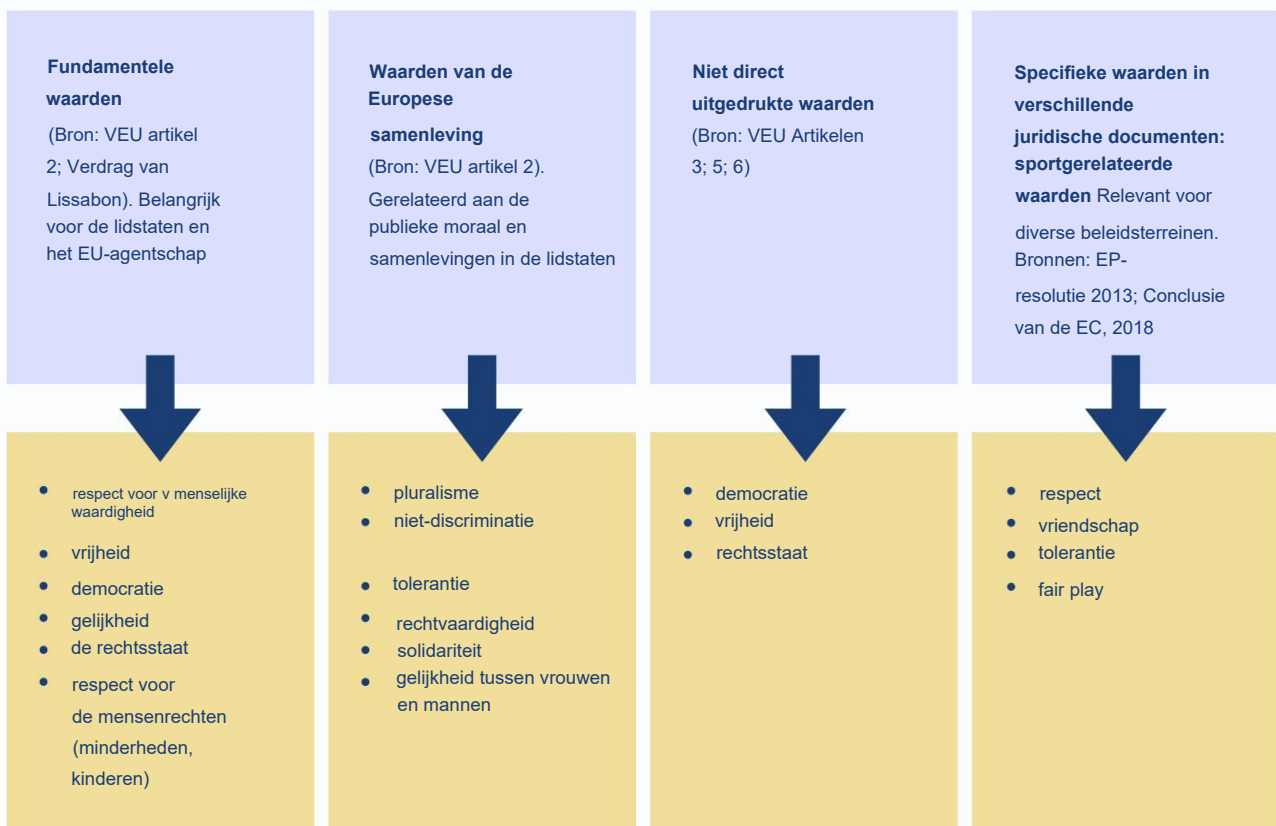 Fundamentele
waarden
(Bron: VEU artikel
2; Verdrag van
Lissabon). Belangrijk
voor de lidstaten en
het EU-agentschap
Waarden van de
Europese
samenleving
(Bron: VEU artikel 2).
Gerelateerd aan de
publieke moraal en
samenlevingen in de lidstaten
Niet direct
uitgedrukte waarden
(Bron: VEU Artikelen
3; 5; 6)
Specifieke waarden in
verschillende
juridische documenten:
sportgerelateerde
waarden Relevant voor
diverse beleidsterreinen.
Bronnen: EP-
resolutie 2013; Conclusie
van de EC, 2018
• respect voor v menselijke
waardigheid
• vrijheid
• democratie
• gelijkheid
• de rechtsstaat
• respect voor
de mensenrechten
(minderheden,
kinderen)
• pluralisme
• niet-discriminatie
• tolerantie
• rechtvaardigheid
• solidariteit
• gelijkheid tussen vrouwen
en mannen
• democratie
• vrijheid
• rechtsstaat
• respect
• vriendschap
• tolerantie
• fair play